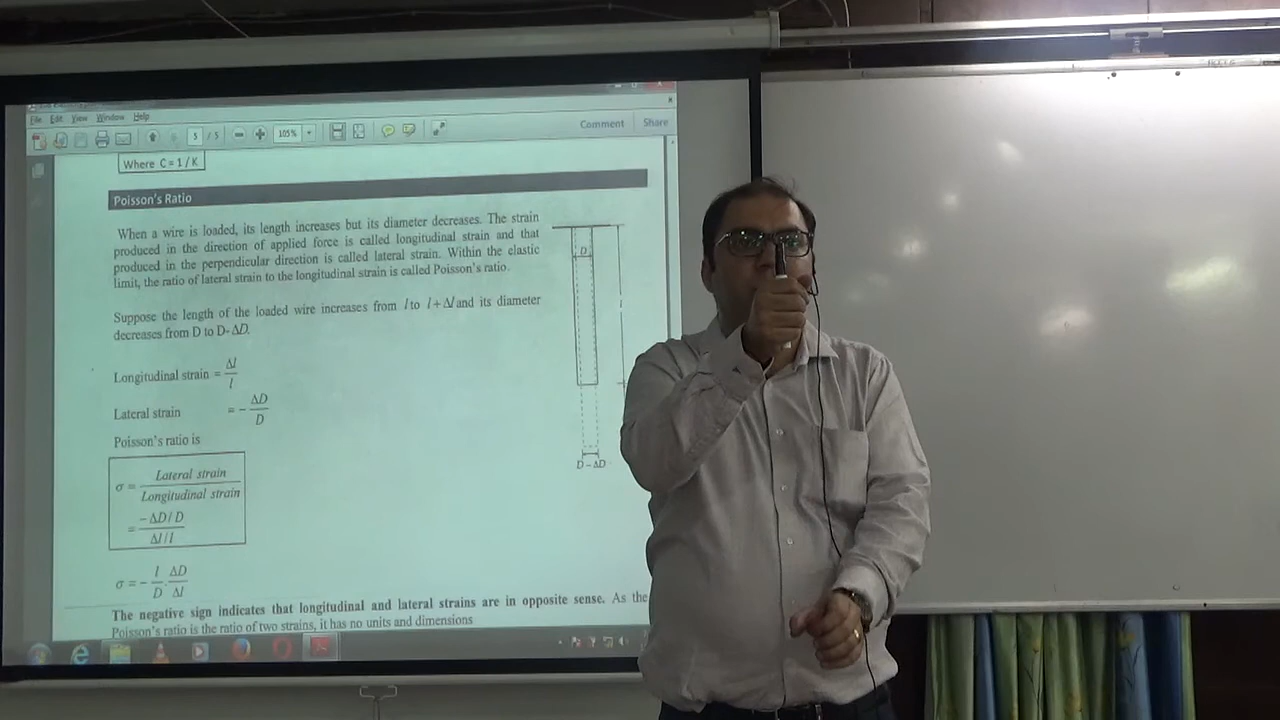 File Edit View Window Help
5 / 5 105% Comment Share
Where C = 1 / K
Poisson's Ratio
When a wire is loaded, its length increases but its diameter decreases. The strain
produced in the direction of applied force is called longitudinal strain and that
produced in the perpendicular direction is called lateral strain. Within the elastic
limit, the ratio of lateral strain to the longitudinal strain is called Poisson's ratio.
D
Suppose the length of the loaded wire increases from l to l + Δl and its diameter
decreases from D to D- ΔD.
Longitudinal strain = Δl / l
Lateral strain = - ΔD / D
D - ΔD
Poisson's ratio is
σ = Lateral strain / Longitudinal strain
= -ΔD / D / Δl / l
σ = - l / D . ΔD / Δl
The negative sign indicates that longitudinal and lateral strains are in opposite sense. As the
Poisson's ratio is the ratio of two strains, it has no units and dimensions